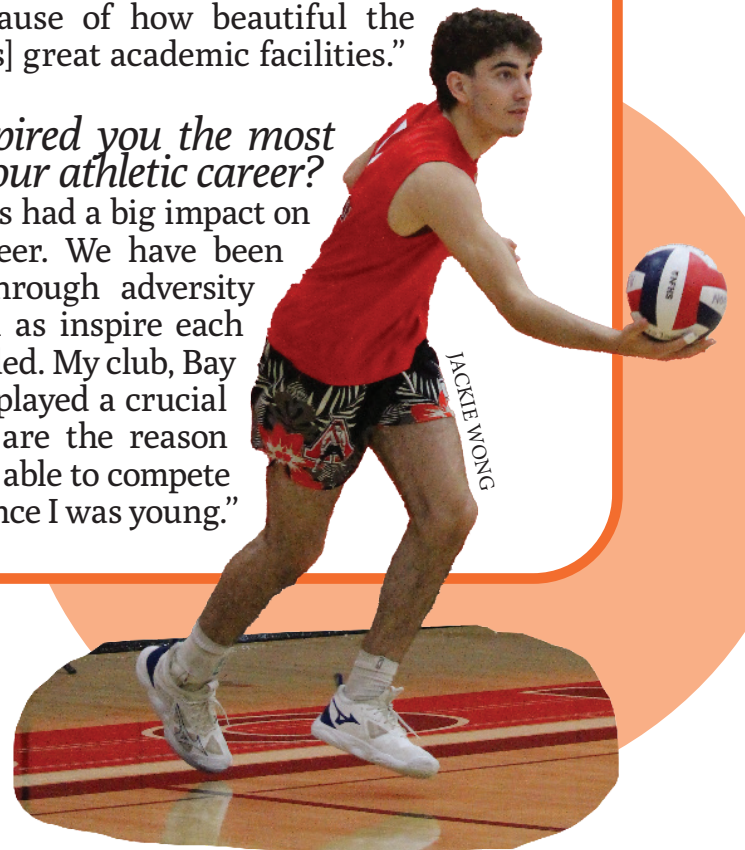 ause of how beautiful the
s] great academic facilities.”
pired you the most
our athletic career?
s had a big impact on
eer. We have been
hrough adversity
as inspire each
ed. My club, Bay
played a crucial
are the reason
able to compete
nce I was young.”
JACKIE WONG
A